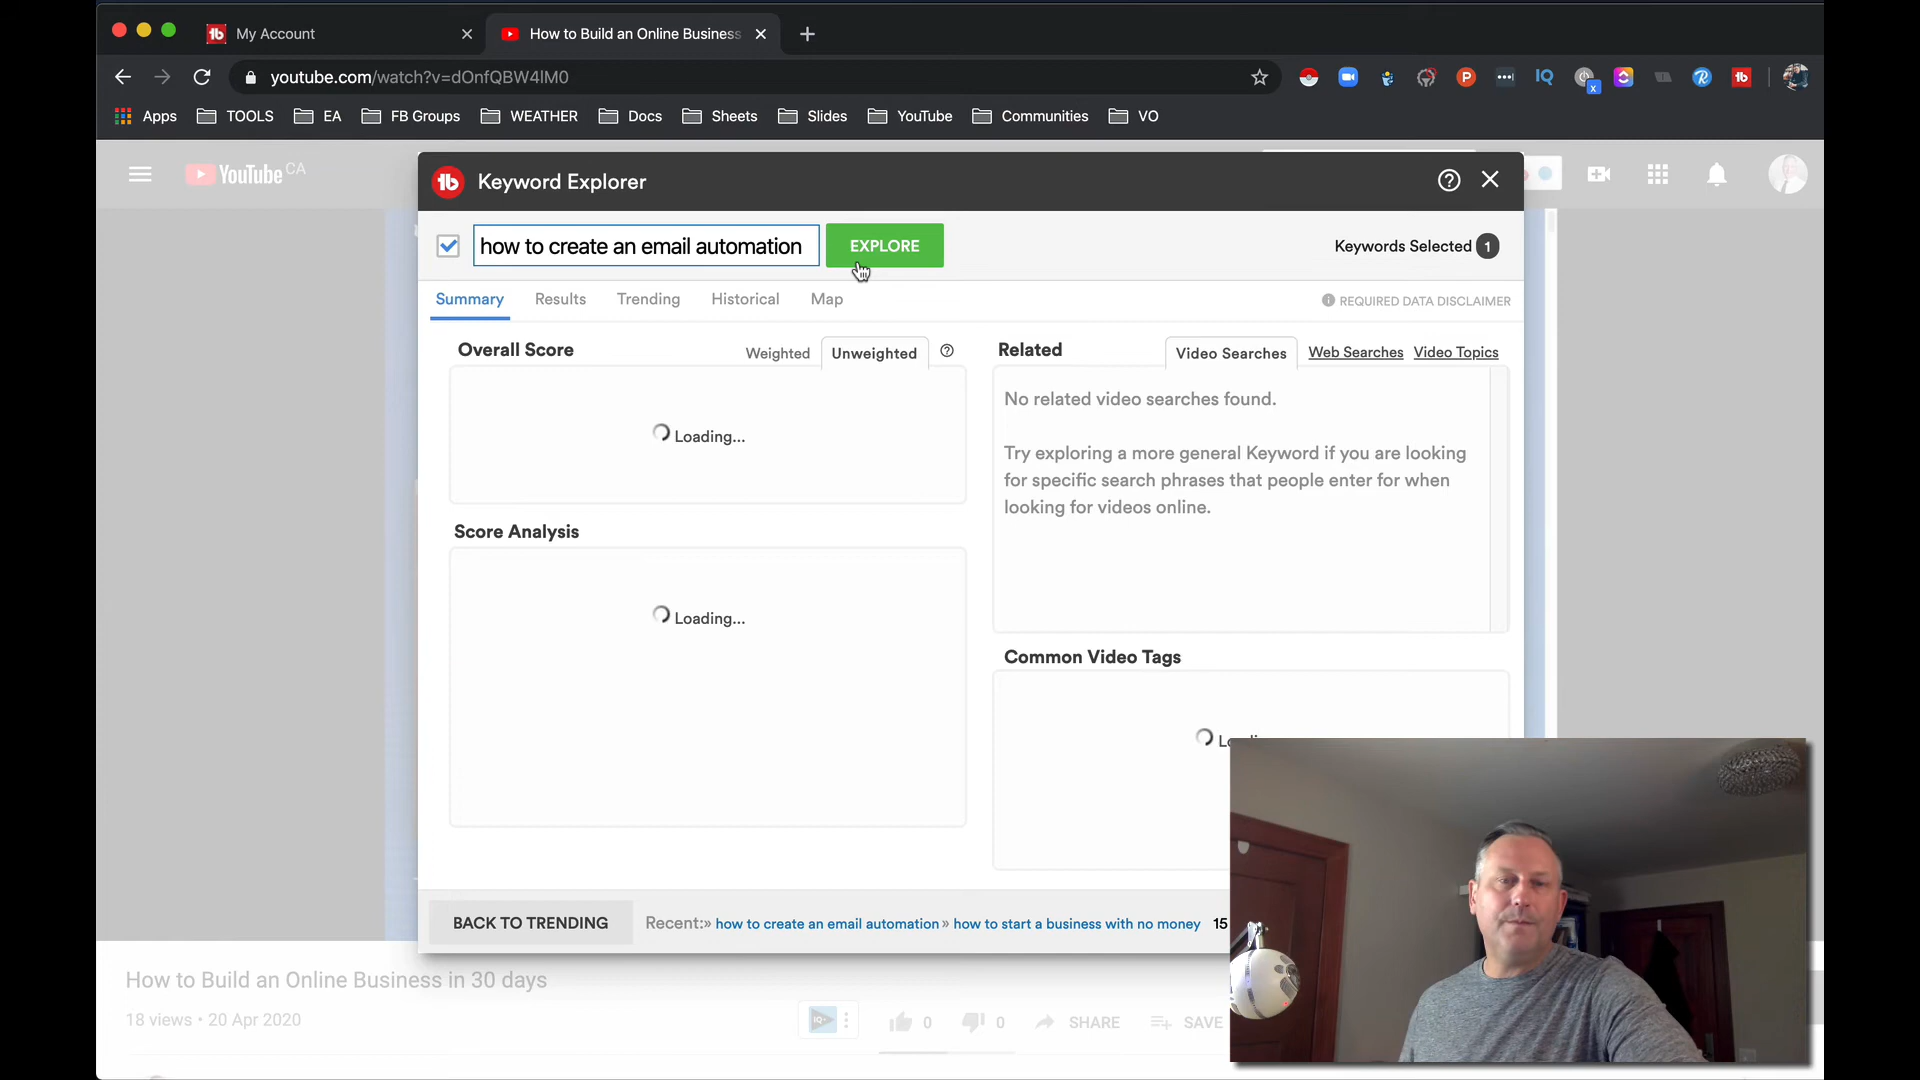 My Account
How to Build an Online Business
youtube.com/watch?v=dOnfQBW4lM0
Apps TOOLS EA FB Groups WEATHER Docs Sheets Slides YouTube Communities VO
YouTube CA
Keyword Explorer
how to create an email automation EXPLORE Keywords Selected 1
Summary Results Trending Historical Map REQUIRED DATA DISCLAIMER
Overall Score Weighted Unweighted
Loading...
Score Analysis
Loading...
Related Video Searches Web Searches Video Topics
No related video searches found.
Try exploring a more general Keyword if you are looking
for specific search phrases that people enter for when
looking for videos online.
Common Video Tags
BACK TO TRENDING Recent:» how to create an email automation » how to start a business with no money 15
How to Build an Online Business in 30 days
18 views • 20 Apr 2020
0 0 SHARE SAVE